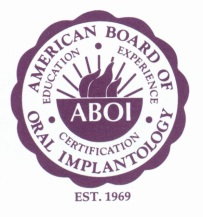 AMERICAN BOARD OF
ORAL IMPLANTOLOGY
EDUCATION • EXPERIENCE
• CERTIFICATION •
ABOI
EST. 1969